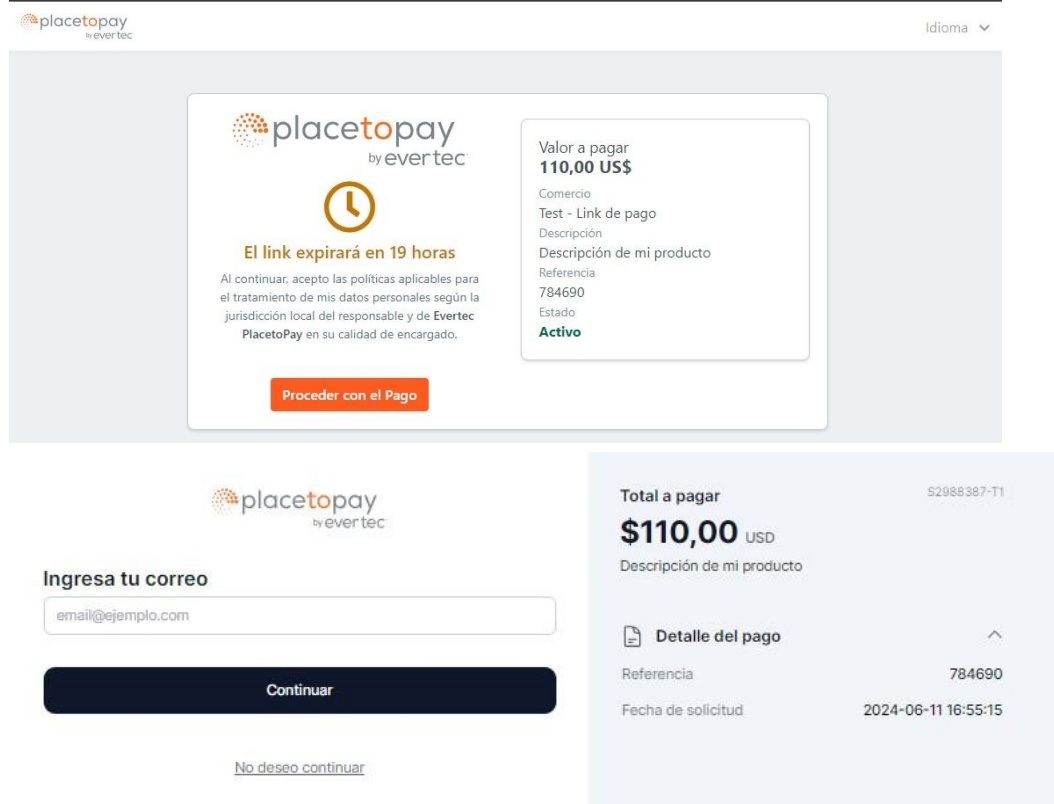 placetopay
by evertec
Idioma
placetopay
by evertec
El link expirará en 19 horas
Al continuar, acepto las políticas aplicables para
el tratamiento de mis datos personales según la
jurisdicción local del responsable y de Evertec
PlacetoPay en su calidad de encargado.
Proceder con el Pago
Valor a pagar
110,00 US$
Comercio
Test - Link de pago
Descripción
Descripción de mi producto
Referencia
784690
Estado
Activo
placetopay
by evertec
Ingresa tu correo
email@ejemplo.com
Continuar
No deseo continuar
Total a pagar
S2988387-T1
$110,00 USD
Descripción de mi producto
Detalle del pago
Referencia 784690
Fecha de solicitud 2024-06-11 16:55:15